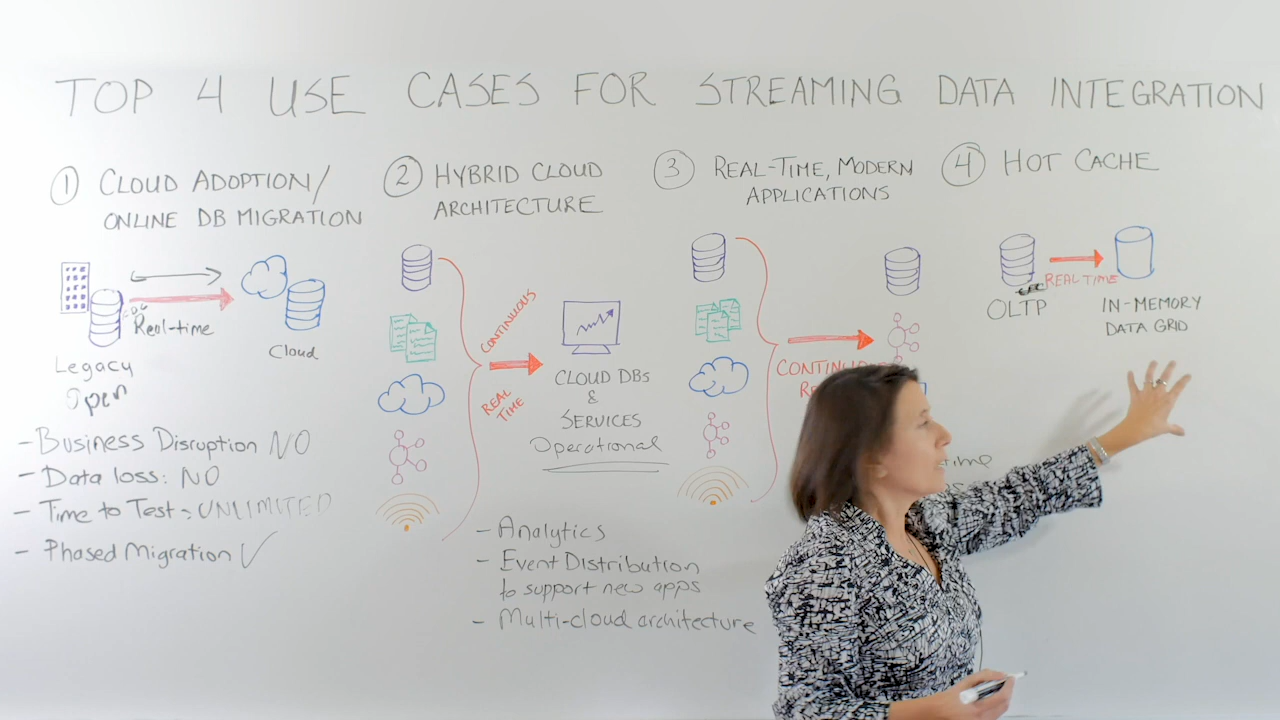 TOP 4 USE CASES FOR STREAMING DATA INTEGRATION
1 CLOUD ADOPTION/
ONLINE DB MIGRATION
Real-time
Legacy
Open
Cloud
-Business Disruption NO
- Data loss: NO
- Time to Test-: UNLIMITED
- Phased Migration ✓
2 HYBRID CLOUD
ARCHITECTURE
CONTINUOUS
REAL
TIME
CLOUD DBs
&
SERVICES
Operational
- Analytics
- Event Distribution
to support new apps
- Multi-cloud architecture
3 REAL-TIME, MODERN
APPLICATIONS
4 HOT CACHE
REAL TIME
OLTP
IN-MEMORY
DATA GRID